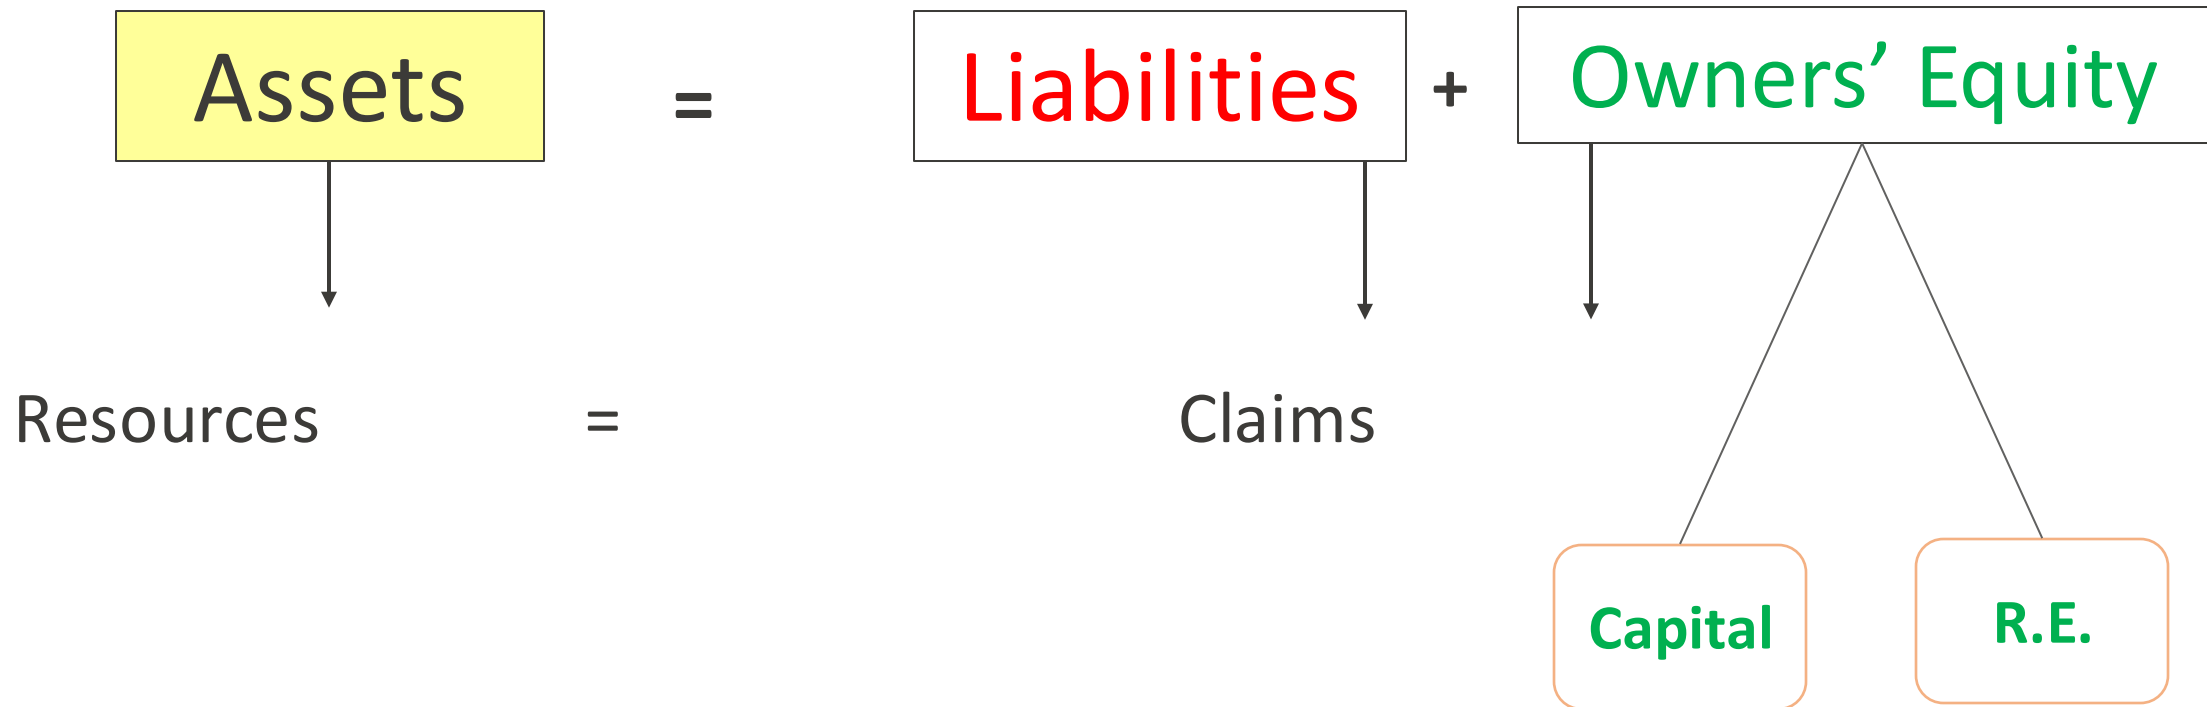 Assets = Liabilities + Owners’ Equity
Resources = Claims
Capital R.E.